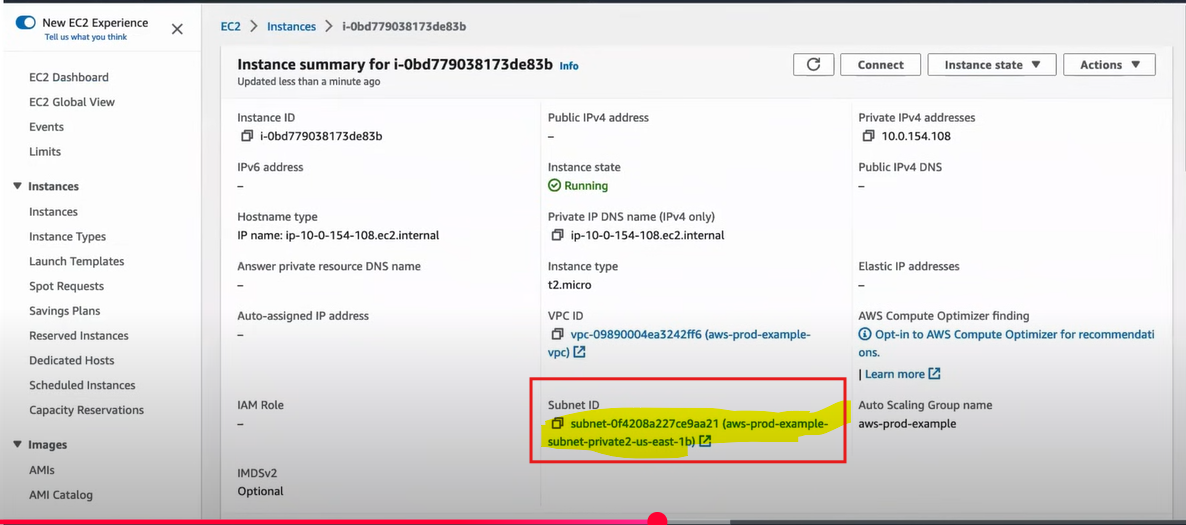 New EC2 Experience
Tell us what you think
EC2 Dashboard
EC2 Global View
Events
Limits
Instances
Instances
Instance Types
Launch Templates
Spot Requests
Savings Plans
Reserved Instances
Dedicated Hosts
Scheduled Instances
Capacity Reservations
Images
AMIs
AMI Catalog
EC2 > Instances > i-0bd779038173de83b
Instance summary for i-0bd779038173de83b Info
Updated less than a minute ago
Connect
Instance state
Actions
Instance ID
i-0bd779038173de83b
Public IPv4 address
–
Private IPv4 addresses
10.0.154.108
IPv6 address
–
Instance state
Running
Public IPv4 DNS
–
Hostname type
IP name: ip-10-0-154-108.ec2.internal
Private IP DNS name (IPv4 only)
ip-10-0-154-108.ec2.internal
Answer private resource DNS name
–
Instance type
t2.micro
Elastic IP addresses
–
Auto-assigned IP address
–
VPC ID
vpc-09890004ea3242ff6 (aws-prod-example-
vpc)
AWS Compute Optimizer finding
Opt-in to AWS Compute Optimizer for recommendati
ons.
| Learn more
IAM Role
–
Subnet ID
subnet-0f4208a227ce9aa21 (aws-prod-example-
subnet-private2-us-east-1b)
Auto Scaling Group name
aws-prod-example
IMDSv2
Optional